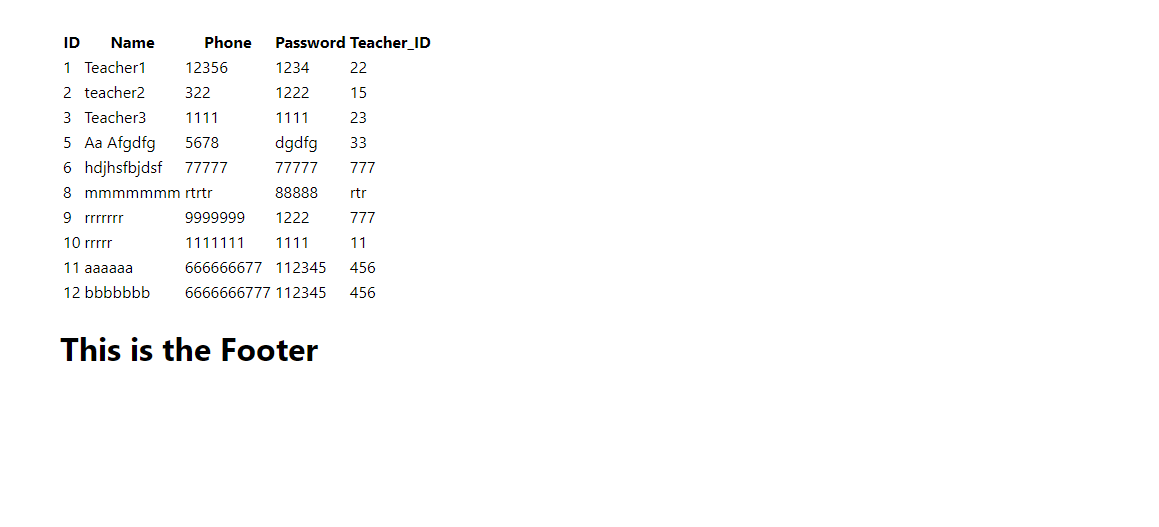 ID Name Phone Password Teacher_ID
1 Teacher1 12356 1234 22
2 teacher2 322 1222 15
3 Teacher3 1111 1111 23
5 Aa Afgdfg 5678 dgdfg 33
6 hdjhsfbjdsf 77777 77777 777
8 mmmmmmm rtrtr 88888 rtr
9 rrrrrrr 9999999 1222 777
10 rrrrr 1111111 1111 11
11 aaaaaa 666666677 112345 456
12 bbbbbbb 6666666777 112345 456
This is the Footer